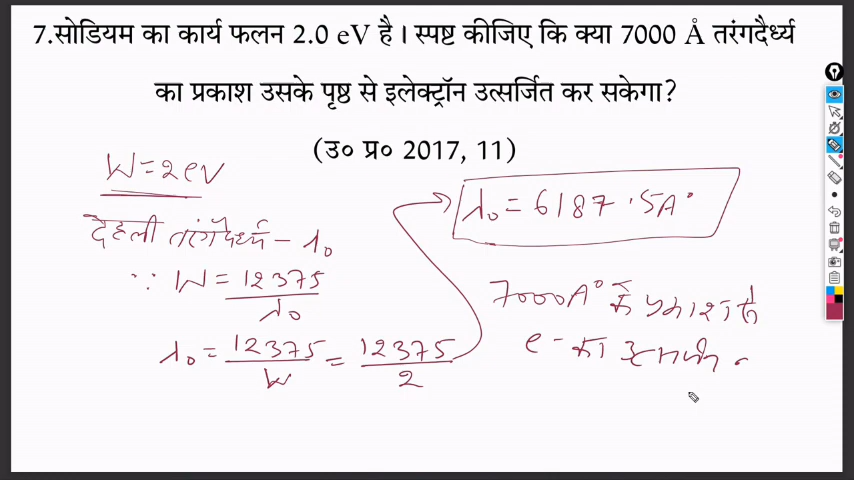 7.सोडियम का कार्य फलन 2.0 eV है। स्पष्ट कीजिए कि क्या 7000 Å तरंगदैर्ध्य
का प्रकाश उसके पृष्ठ से इलेक्ट्रॉन उत्सर्जित कर सकेगा?
(उ० प्र० 2017, 11)
W = 2eV
देहली तरंगदैर्ध्य - λ₀
∵ W = 12375 / λ₀
λ₀ = 12375 / W = 12375 / 2
λ₀ = 6187.5A°
7000A° के प्रकाश से
e- का उत्सर्जन